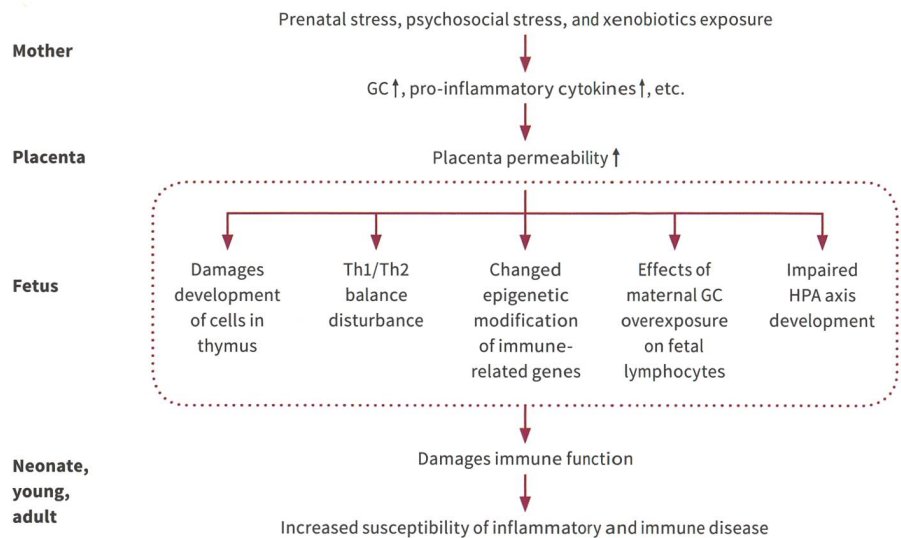 Prenatal stress, psychosocial stress, and xenobiotics exposure
Mother
GC↑, pro-inflammatory cytokines↑, etc.
Placenta
Placenta permeability↑
Fetus
Damages
development
of cells in
thymus
Th1/Th2
balance
disturbance
Changed
epigenetic
modification
of immune-
related genes
Effects of
maternal GC
overexposure
on fetal
lymphocytes
Impaired
HPA axis
development
Neonate,
young,
adult
Damages immune function
Increased susceptibility of inflammatory and immune disease